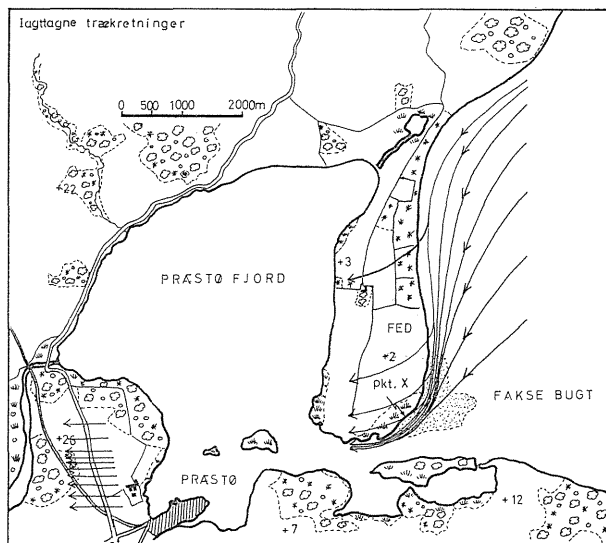 Iagttagne trækretninger
0 500 1000 2000m
+22
+3
PRÆSTØ FJORD
FED
+2
Pkt. X
FAKSE BUGT
+26
PRÆSTØ
+12
+7